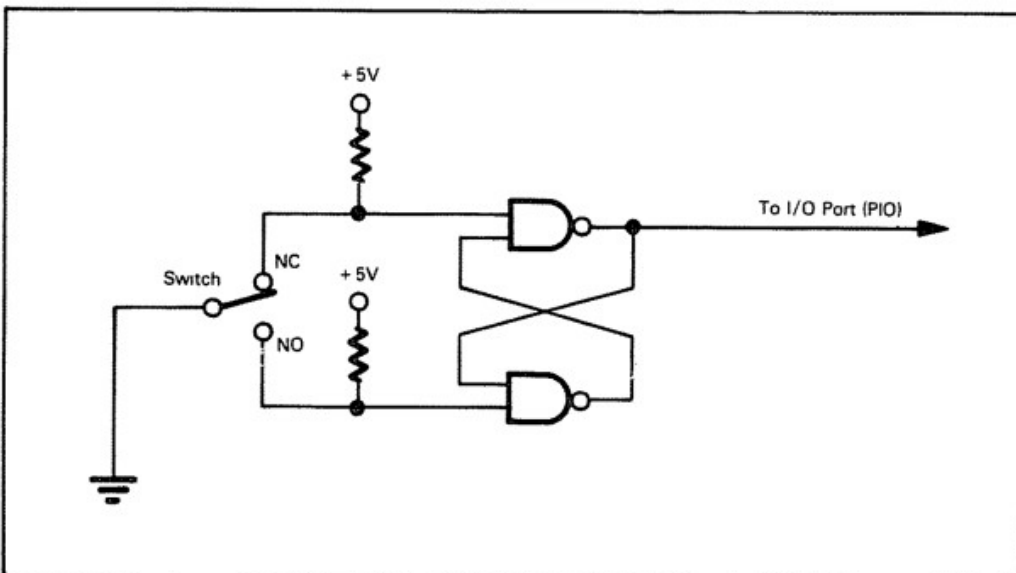 + 5V
To I/O Port (PIO)
NC
+ 5V
Switch
NO